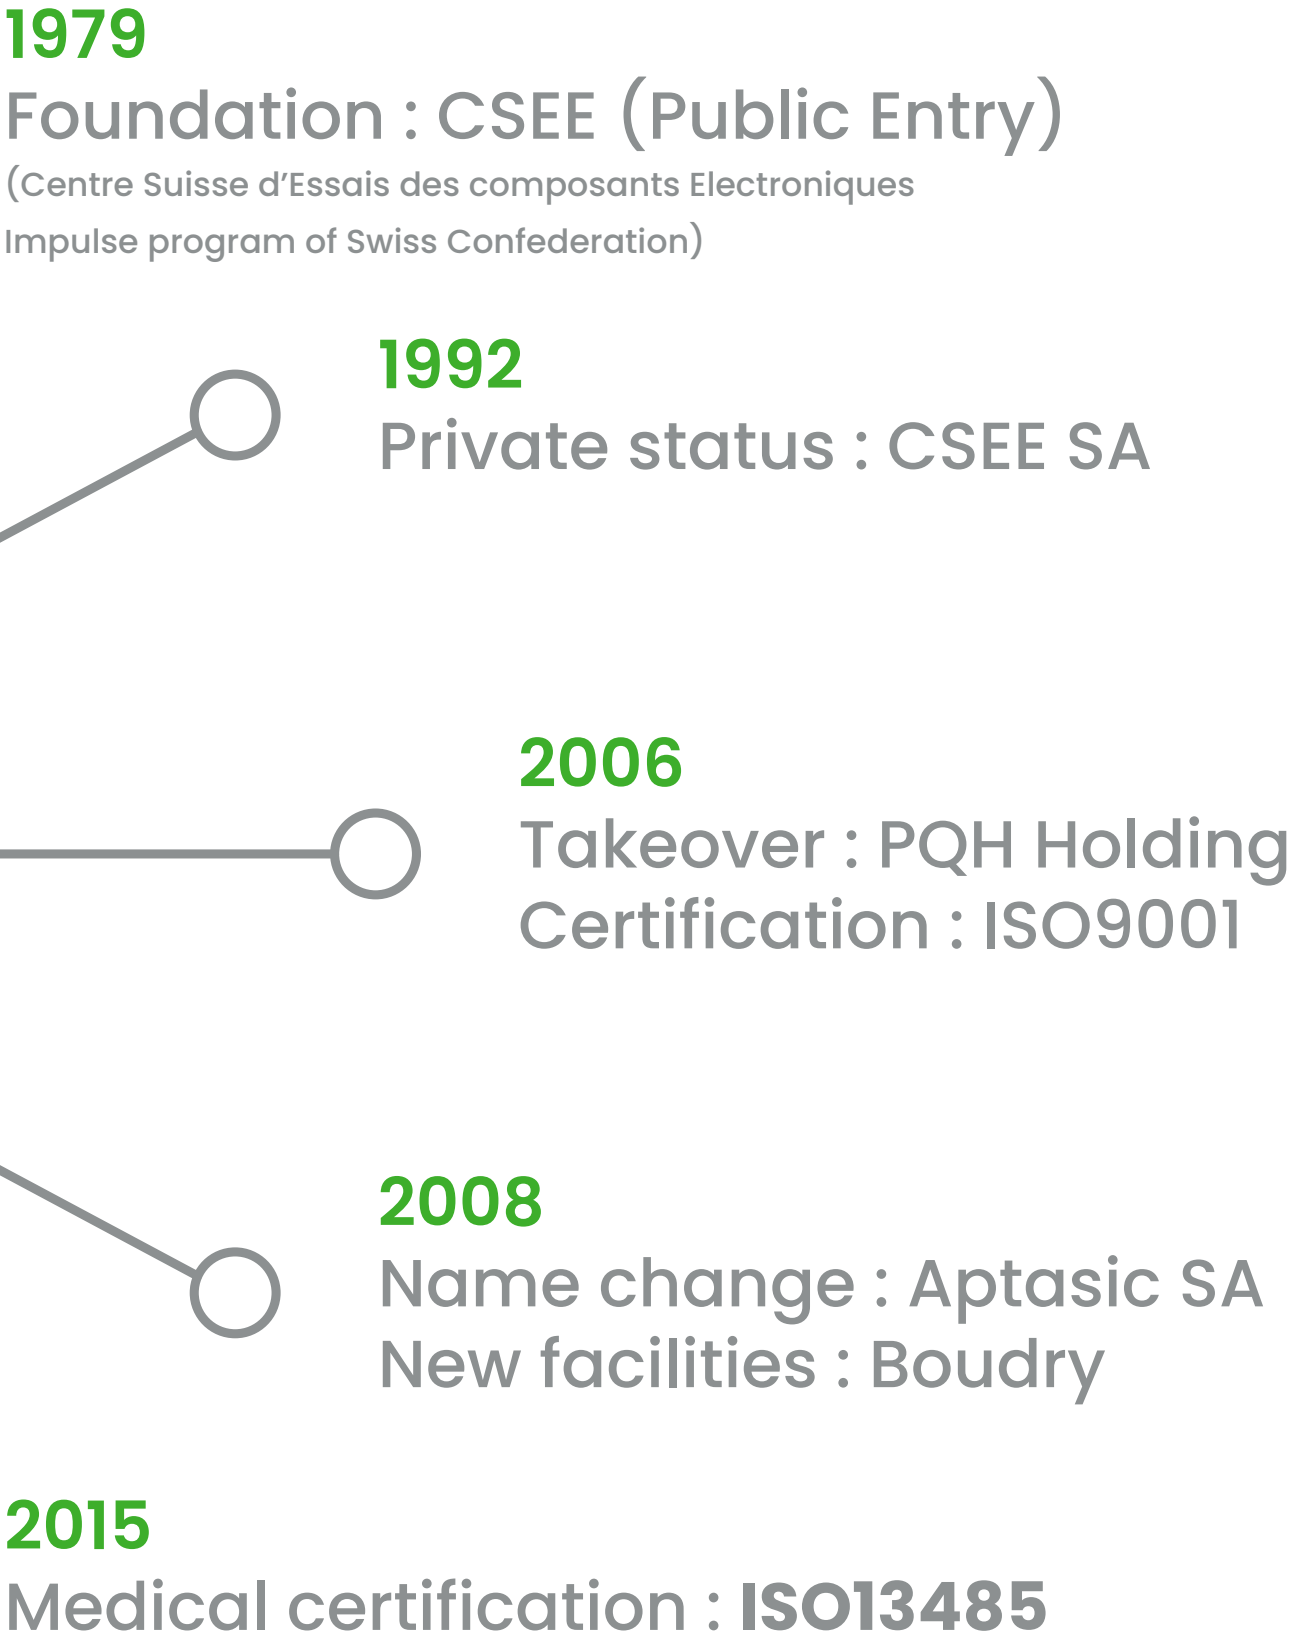 1979
Foundation : CSEE (Public Entry)
(Centre Suisse d’Essais des composants Electroniques
Impulse program of Swiss Confederation)
1992
Private status : CSEE SA
2006
Takeover : PQH Holding
Certification : ISO9001
2008
Name change : Aptasic SA
New facilities : Boudry
2015
Medical certification : ISO13485